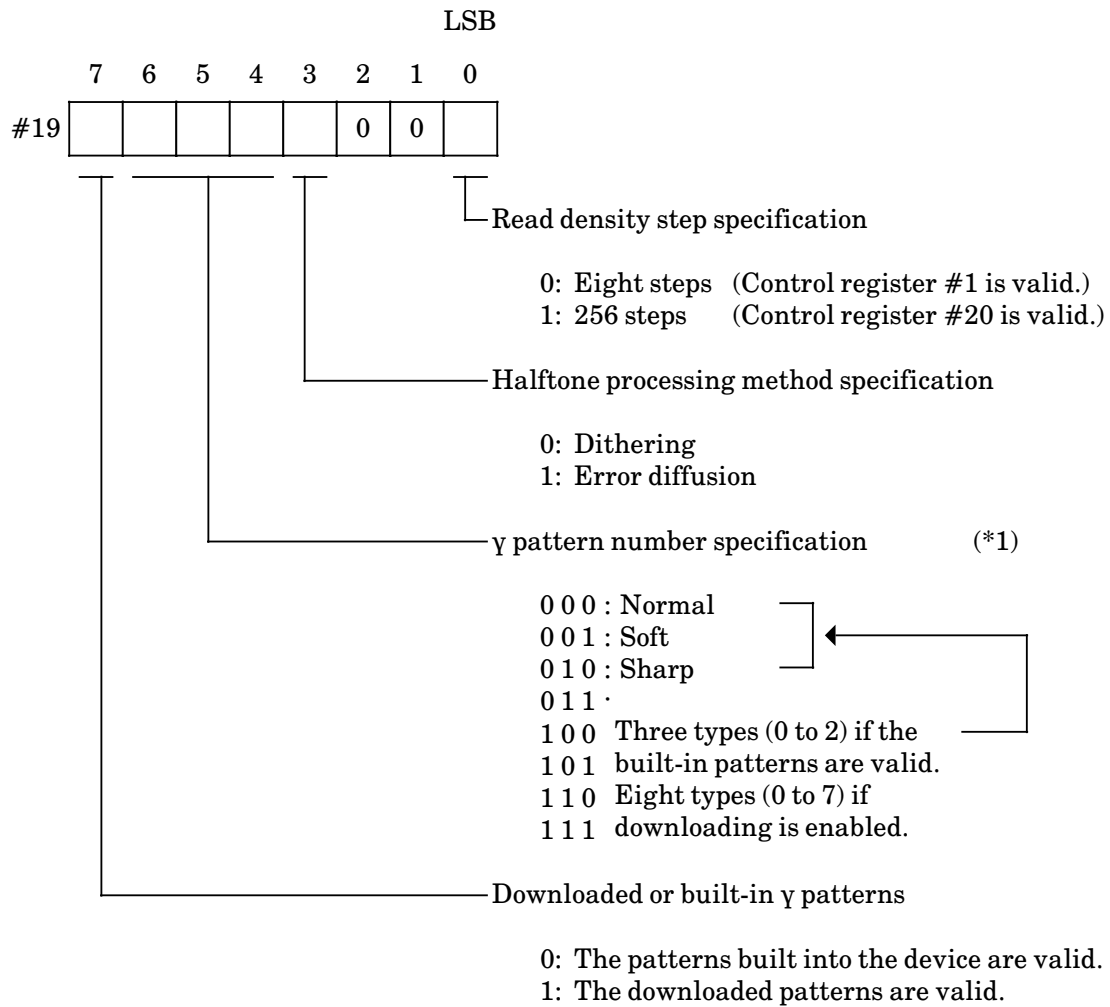 LSB
7 6 5 4 3 2 1 0
#19 0 0
Read density step specification
0: Eight steps (Control register #1 is valid.)
1: 256 steps (Control register #20 is valid.)
Halftone processing method specification
0: Dithering
1: Error diffusion
γ pattern number specification (*1)
0 0 0 : Normal
0 0 1 : Soft
0 1 0 : Sharp
0 1 1 ·
1 0 0 Three types (0 to 2) if the
1 0 1 built-in patterns are valid.
1 1 0 Eight types (0 to 7) if
1 1 1 downloading is enabled.
Downloaded or built-in γ patterns
0: The patterns built into the device are valid.
1: The downloaded patterns are valid.